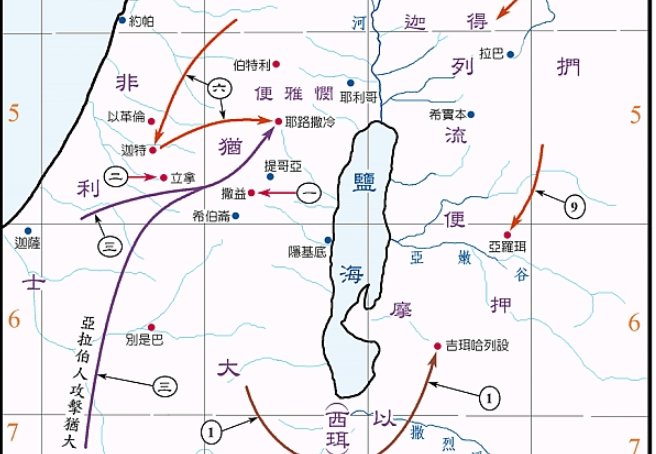 約帕
河
迦得
拉巴
伯特利
列
押
非
六
便雅憫
耶利哥
5
以革倫
耶路撒冷
希實本
5
迦特
猶
流
提哥亞
二
立拿
鹽
利
撒益
一
便
9
希伯崙
三
亞羅珥
迦薩
隱基底
亞嫩谷
士
海
押
摩
6
6
別是巴
吉珥哈列設
亞拉伯人攻擊猶大
大
三
1
以
(西珥)
1
撒烈
7
7